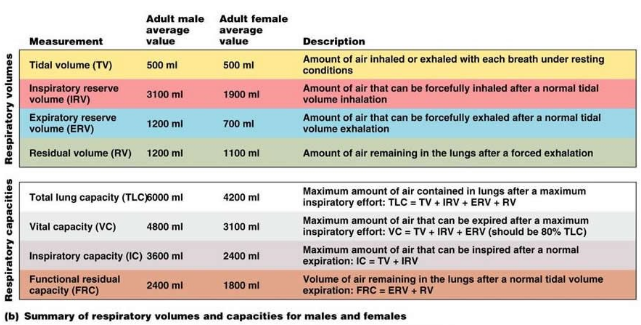 Adult male average value
Adult female average value
Measurement
Description
Respiratory volumes
Tidal volume (TV) 500 ml 500 ml Amount of air inhaled or exhaled with each breath under resting
conditions
Inspiratory reserve
volume (IRV) 3100 ml 1900 ml Amount of air that can be forcefully inhaled after a normal tidal
volume inhalation
Expiratory reserve
volume (ERV) 1200 ml 700 ml Amount of air that can be forcefully exhaled after a normal tidal
volume exhalation
Residual volume (RV) 1200 ml 1100 ml Amount of air remaining in the lungs after a forced exhalation
Respiratory capacities
Total lung capacity (TLC) 6000 ml 4200 ml Maximum amount of air contained in lungs after a maximum
inspiratory effort: TLC = TV + IRV + ERV + RV
Vital capacity (VC) 4800 ml 3100 ml Maximum amount of air that can be expired after a maximum
inspiratory effort: VC = TV + IRV + ERV (should be 80% TLC)
Inspiratory capacity (IC) 3600 ml 2400 ml Maximum amount of air that can be inspired after a normal
expiration: IC = TV + IRV
Functional residual
capacity (FRC) 2400 ml 1800 ml Volume of air remaining in the lungs after a normal tidal volume
expiration: FRC = ERV + RV
(b) Summary of respiratory volumes and capacities for males and females